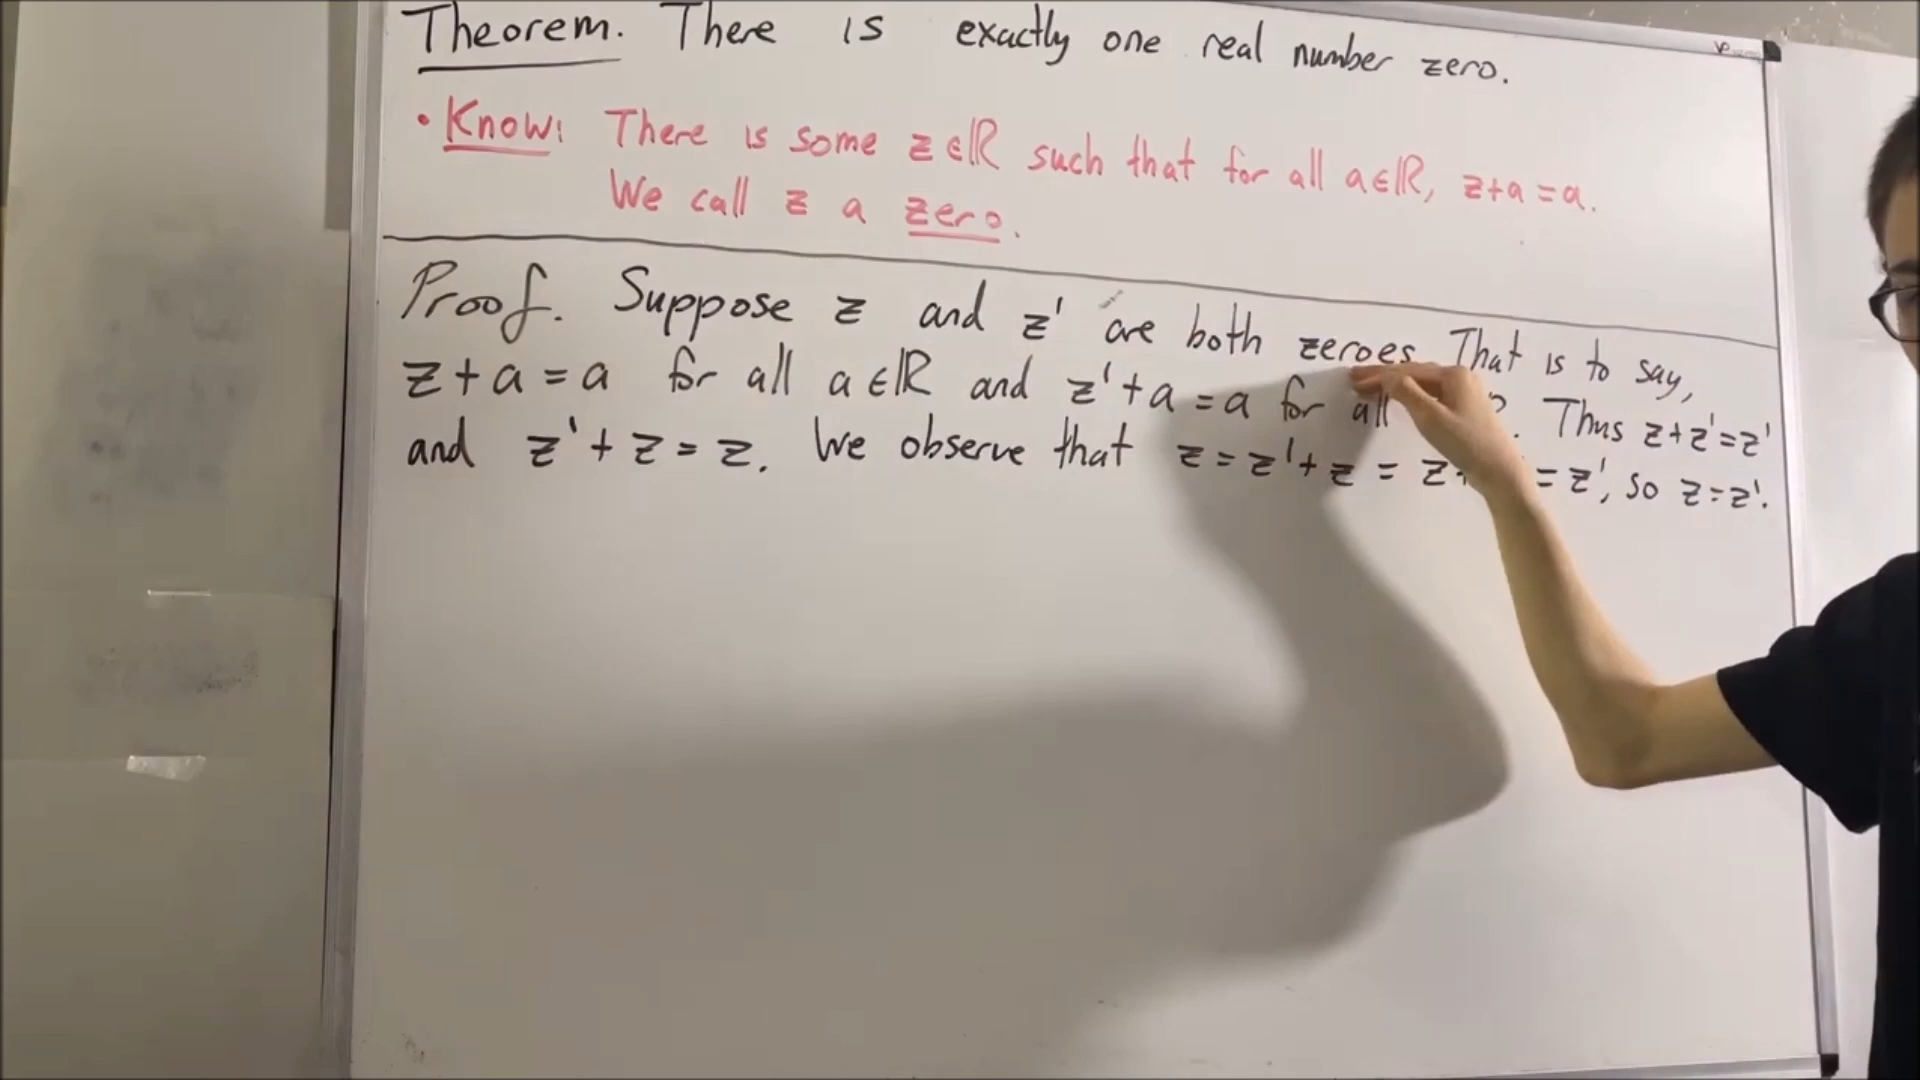 Theorem. There is exactly one real number zero.
• Know: There is some z∈ℝ such that for all a∈ℝ, z+a=a.
We call z a zero.
Proof. Suppose z and z' are both zeroes. That is to say,
z+a=a for all a∈ℝ and z'+a=a for all . Thus z+z'=z'
and z'+z=z. We observe that z=z'+z= z+ =z', so z=z'.